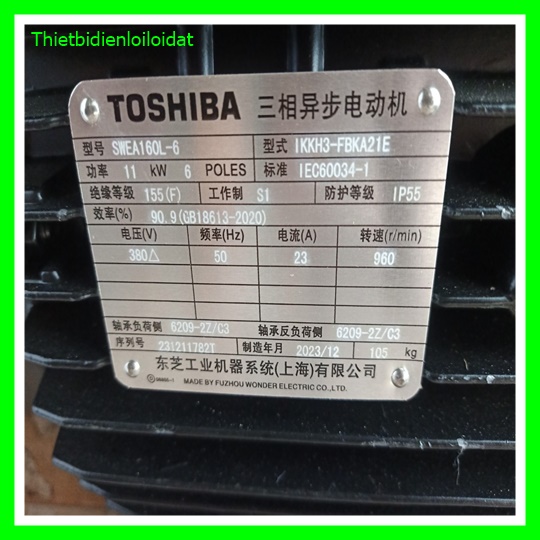 Thietbidienloiloidat
TOSHIBA 三相异步电动机
型号 SWEA160L-6 型式 IKKH3-FBKA21E
功率 11 kW 6 POLES 标准 IEC60034-1
绝缘等级 155(F) 工作制 S1 防护等级 IP55
效率(%) 90.9(GB18613-2020)
电压(V) 频率(Hz) 电流(A) 转速(r/min)
380△ 50 23 960
轴承负荷侧 6209-2Z/C3 轴承反负荷侧 6209-2Z/C3
序列号 231211782T 制造年月 2023/12 105 kg
东芝工业机器系统(上海)有限公司
MADE BY FUZHOU WONDER ELECTRIC CO.,LTD.